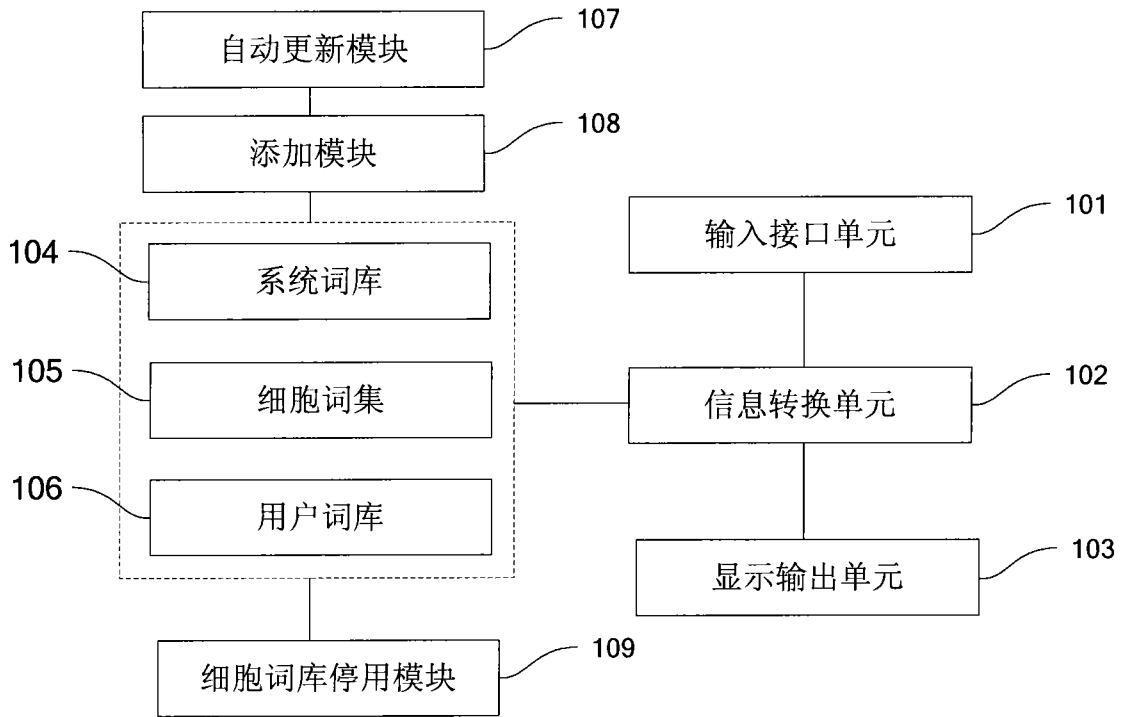 自动更新模块
107
添加模块
108
104
系统词库
105
细胞词集
106
用户词库
细胞词库停用模块
109
输入接口单元
101
信息转换单元
102
显示输出单元
103